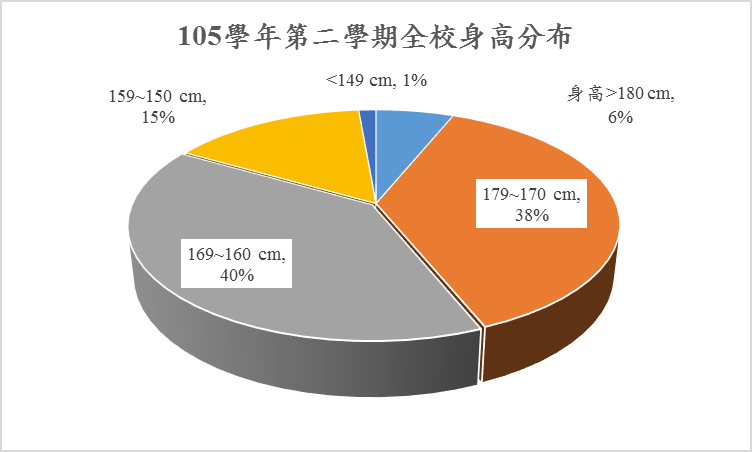 105學年第二學期全校身高分布
<149 cm, 1%
159~150 cm,
15%
身高>180 cm,
6%
179~170 cm,
38%
169~160 cm,
40%